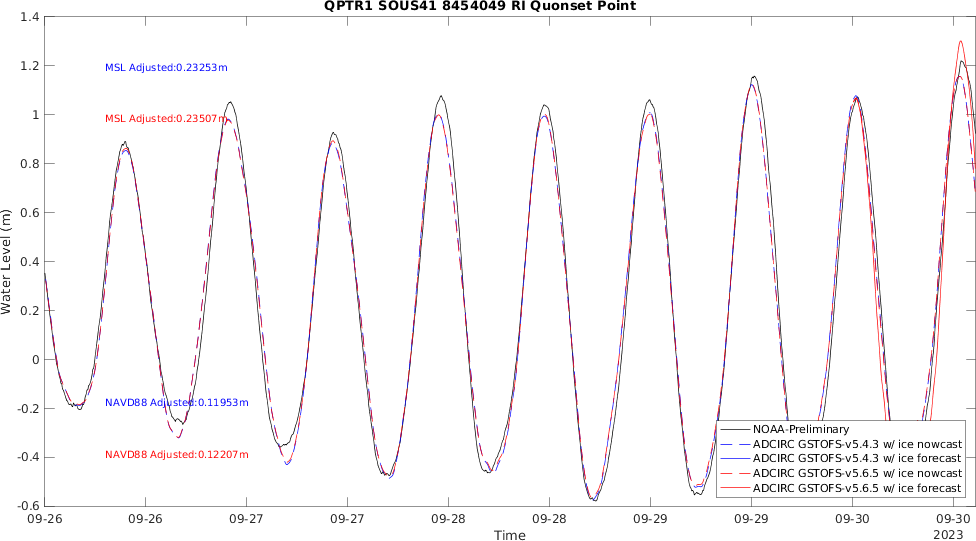 QPTR1 SOUS41 8454049 RI Quonset Point
1.4
1.2
1
0.8
0.6
0.4
0.2
0
-0.2
-0.4
-0.6
Water Level (m)
MSL Adjusted:0.23253m
MSL Adjusted:0.23507m
NAVD88 Adjusted:0.11953m
NAVD88 Adjusted:0.12207m
NOAA-Preliminary
ADCIRC GSTOFS-v5.4.3 w/ ice nowcast
ADCIRC GSTOFS-v5.4.3 w/ ice forecast
ADCIRC GSTOFS-v5.6.5 w/ ice nowcast
ADCIRC GSTOFS-v5.6.5 w/ ice forecast
09-26 09-26 09-27 09-27 09-28 09-28 09-29 09-29 09-30 09-30
2023
Time